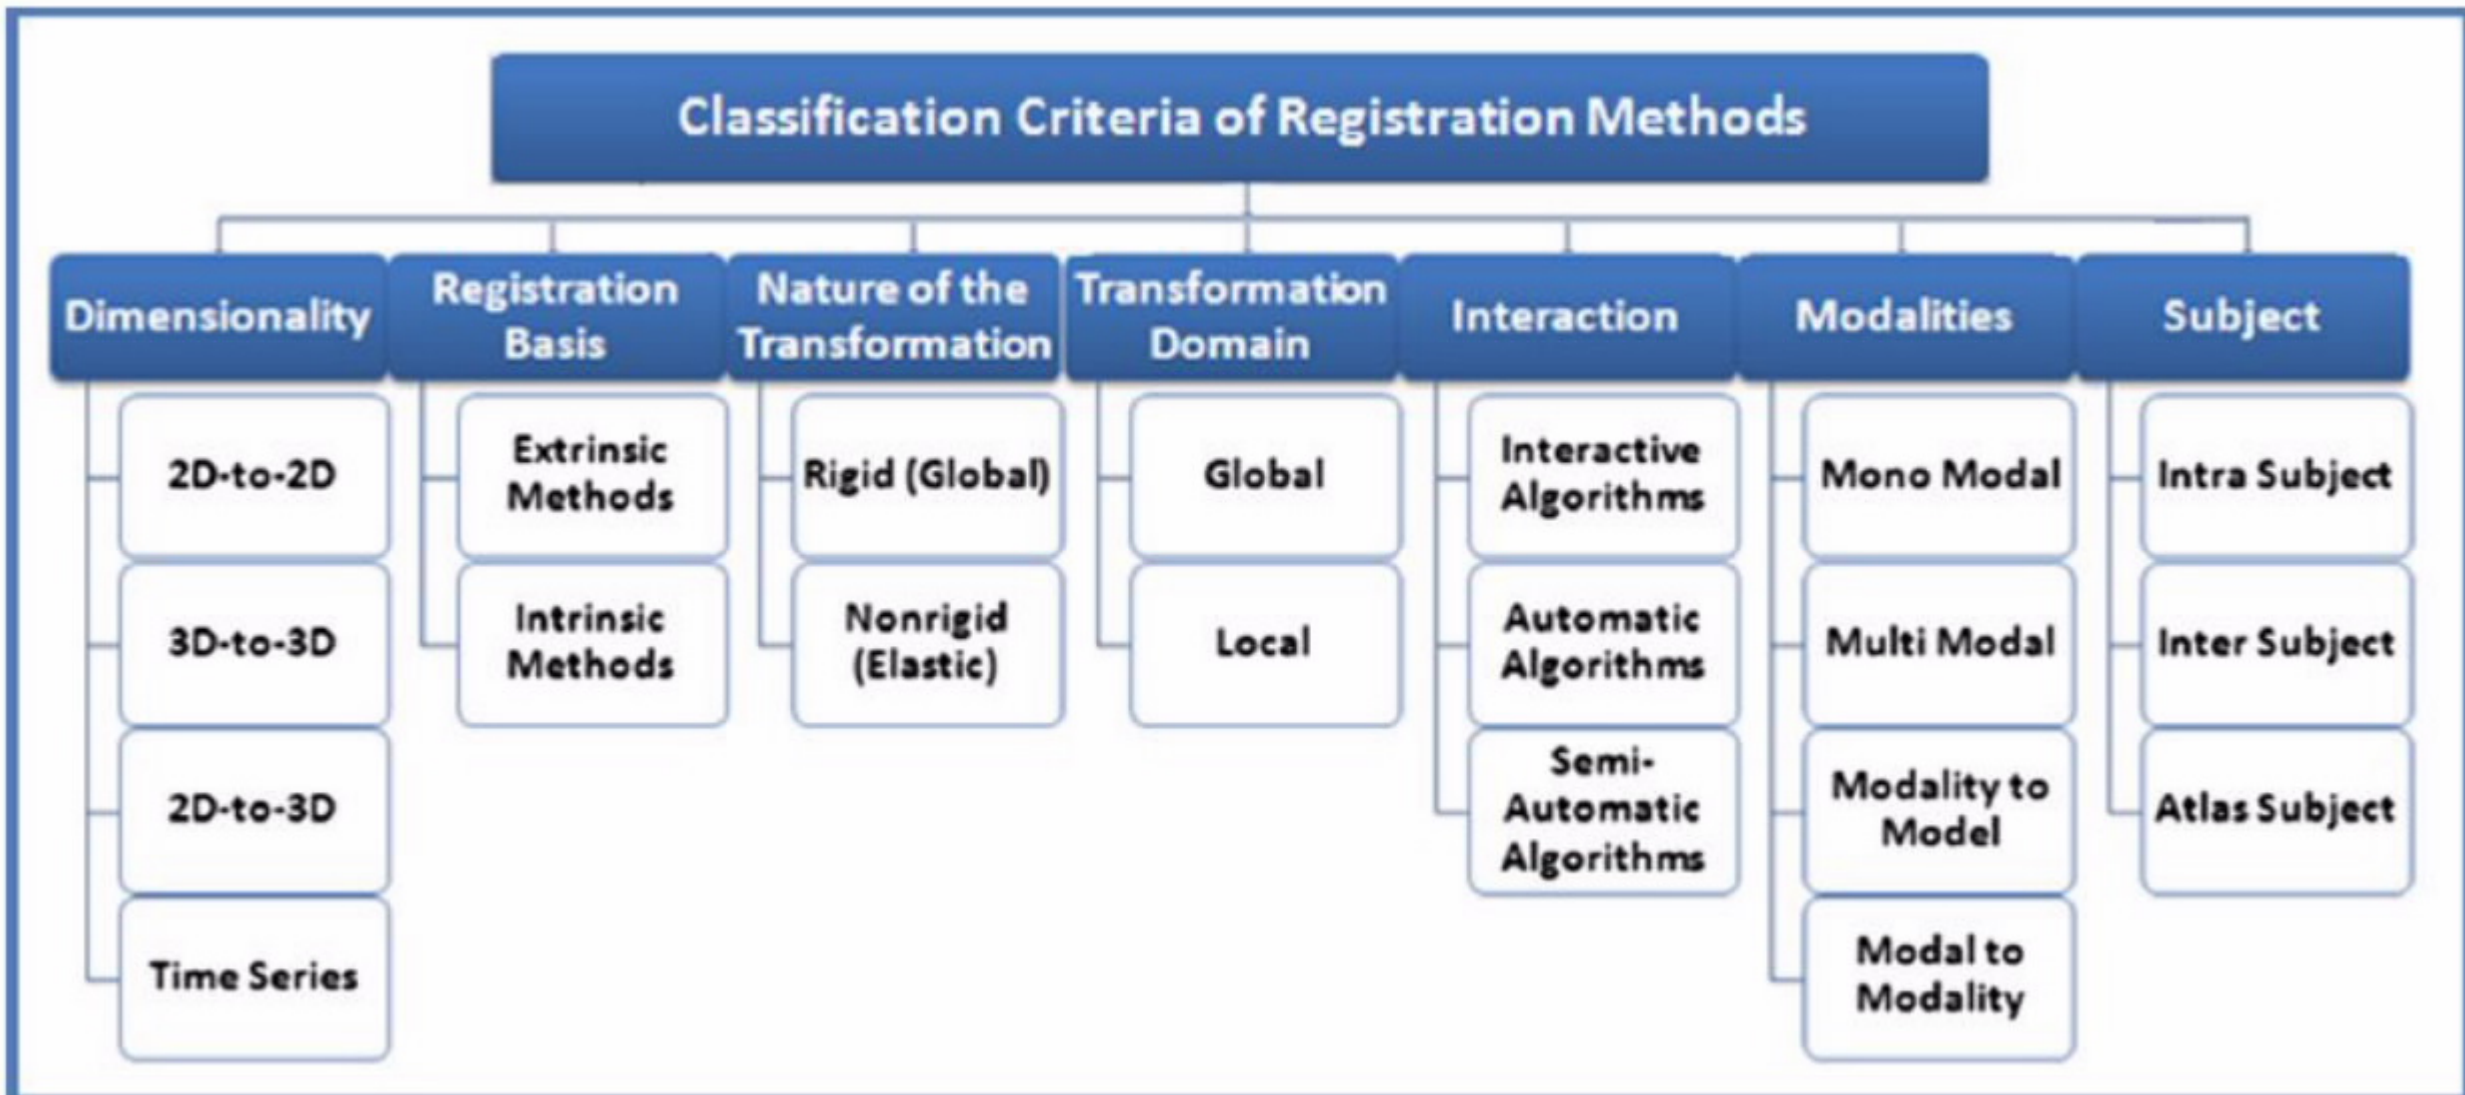 Classification Criteria of Registration Methods
Dimensionality
2D-to-2D
3D-to-3D
2D-to-3D
Time Series
Registration
Basis
Extrinsic
Methods
Intrinsic
Methods
Nature of the
Transformation
Rigid (Global)
Nonrigid
(Elastic)
Transformation
Domain
Global
Local
Interaction
Interactive
Algorithms
Automatic
Algorithms
Semi-
Automatic
Algorithms
Modalities
Mono Modal
Multi Modal
Modality to
Model
Modal to
Modality
Subject
Intra Subject
Inter Subject
Atlas Subject